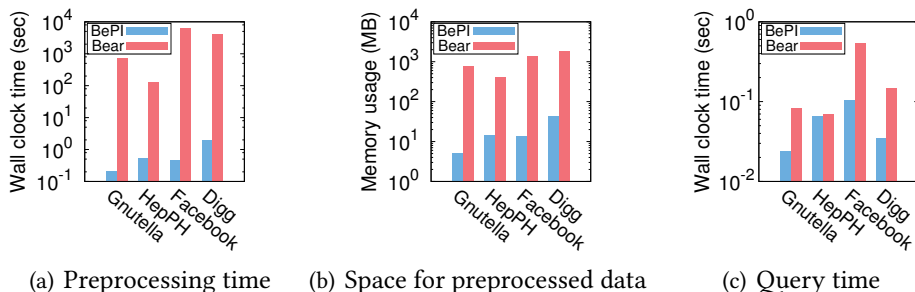 Wall clock time (sec)
10^4
10^3
10^2
10^1
10^0
10^-1
BePI
Bear
Gnutella
HepPH
Facebook
Digg
(a) Preprocessing time
Memory usage (MB)
10^4
10^3
10^2
10^1
10^0
BePI
Bear
Gnutella
HepPH
Facebook
Digg
(b) Space for preprocessed data
Wall clock time (sec)
10^0
10^-1
10^-2
BePI
Bear
Gnutella
HepPH
Facebook
Digg
(c) Query time